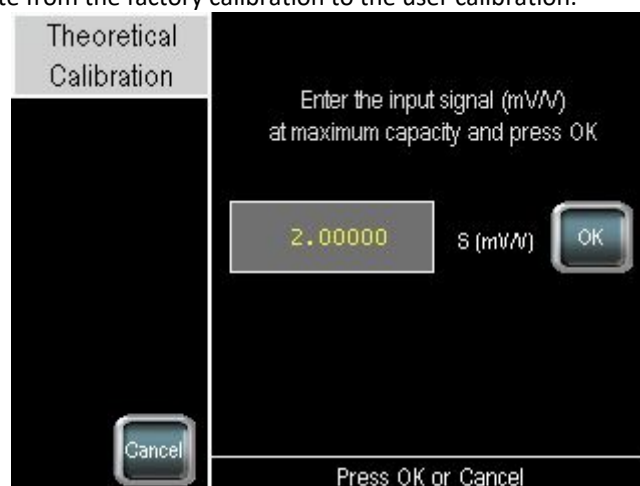 te from the factory calibration to the user calibration.
Theoretical
Calibration
Enter the input signal (mV/V)
at maximum capacity and press OK
2.00000 S (mV/V) OK
Cancel
Press OK or Cancel